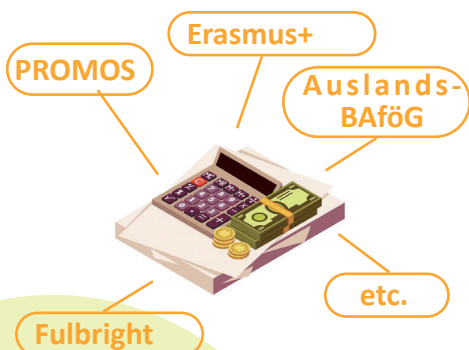 Erasmus+
PROMOS
Auslands-
BAföG
etc.
Fulbright